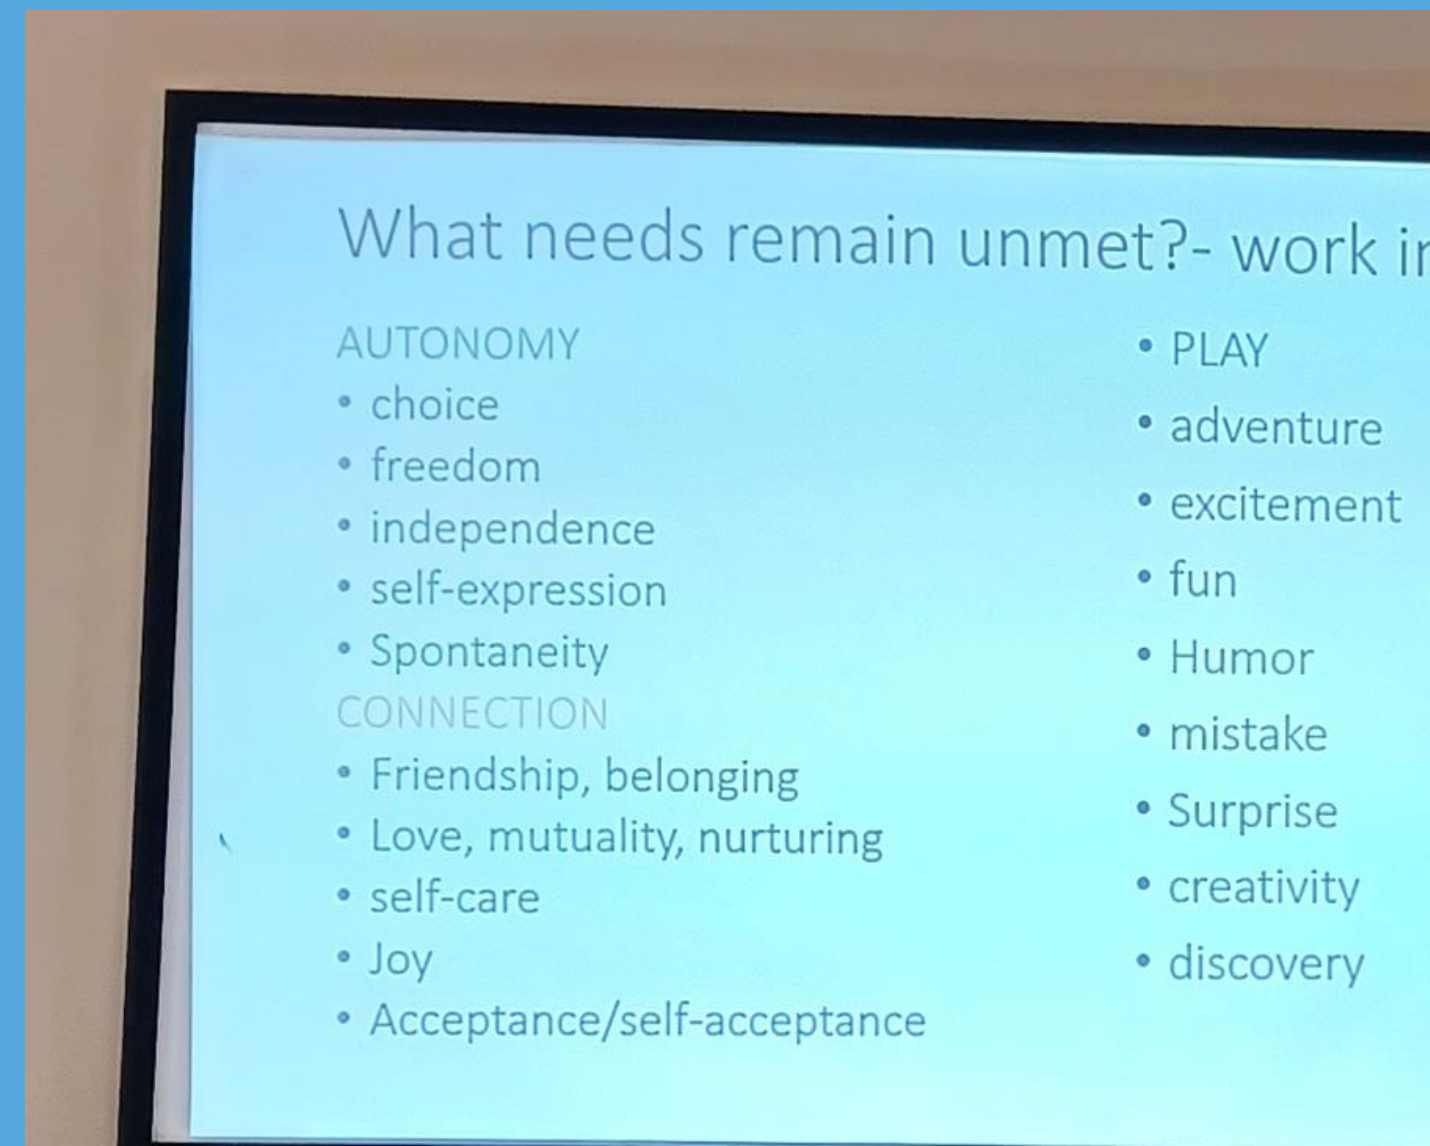 What needs remain unmet?- work
AUTONOMY
• choice
• freedom
• independence
• self-expression
• Spontaneity
CONNECTION
• Friendship, belonging
• Love, mutuality, nurturing
• self-care
• Joy
• Acceptance/self-acceptance
• PLAY
• adventure
• excitement
• fun
• Humor
• mistake
• Surprise
• creativity
• discovery